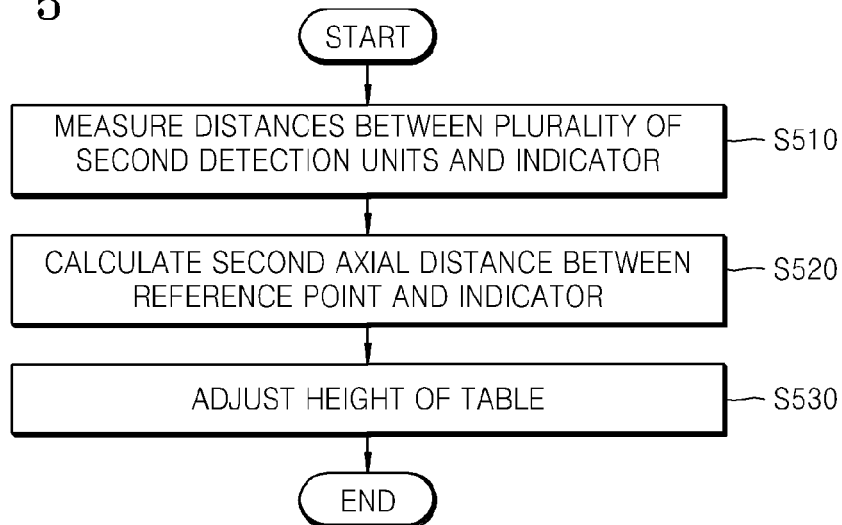 5
START
MEASURE DISTANCES BETWEEN PLURALITY OF
SECOND DETECTION UNITS AND INDICATOR
S510
CALCULATE SECOND AXIAL DISTANCE BETWEEN
REFERENCE POINT AND INDICATOR
S520
ADJUST HEIGHT OF TABLE
S530
END